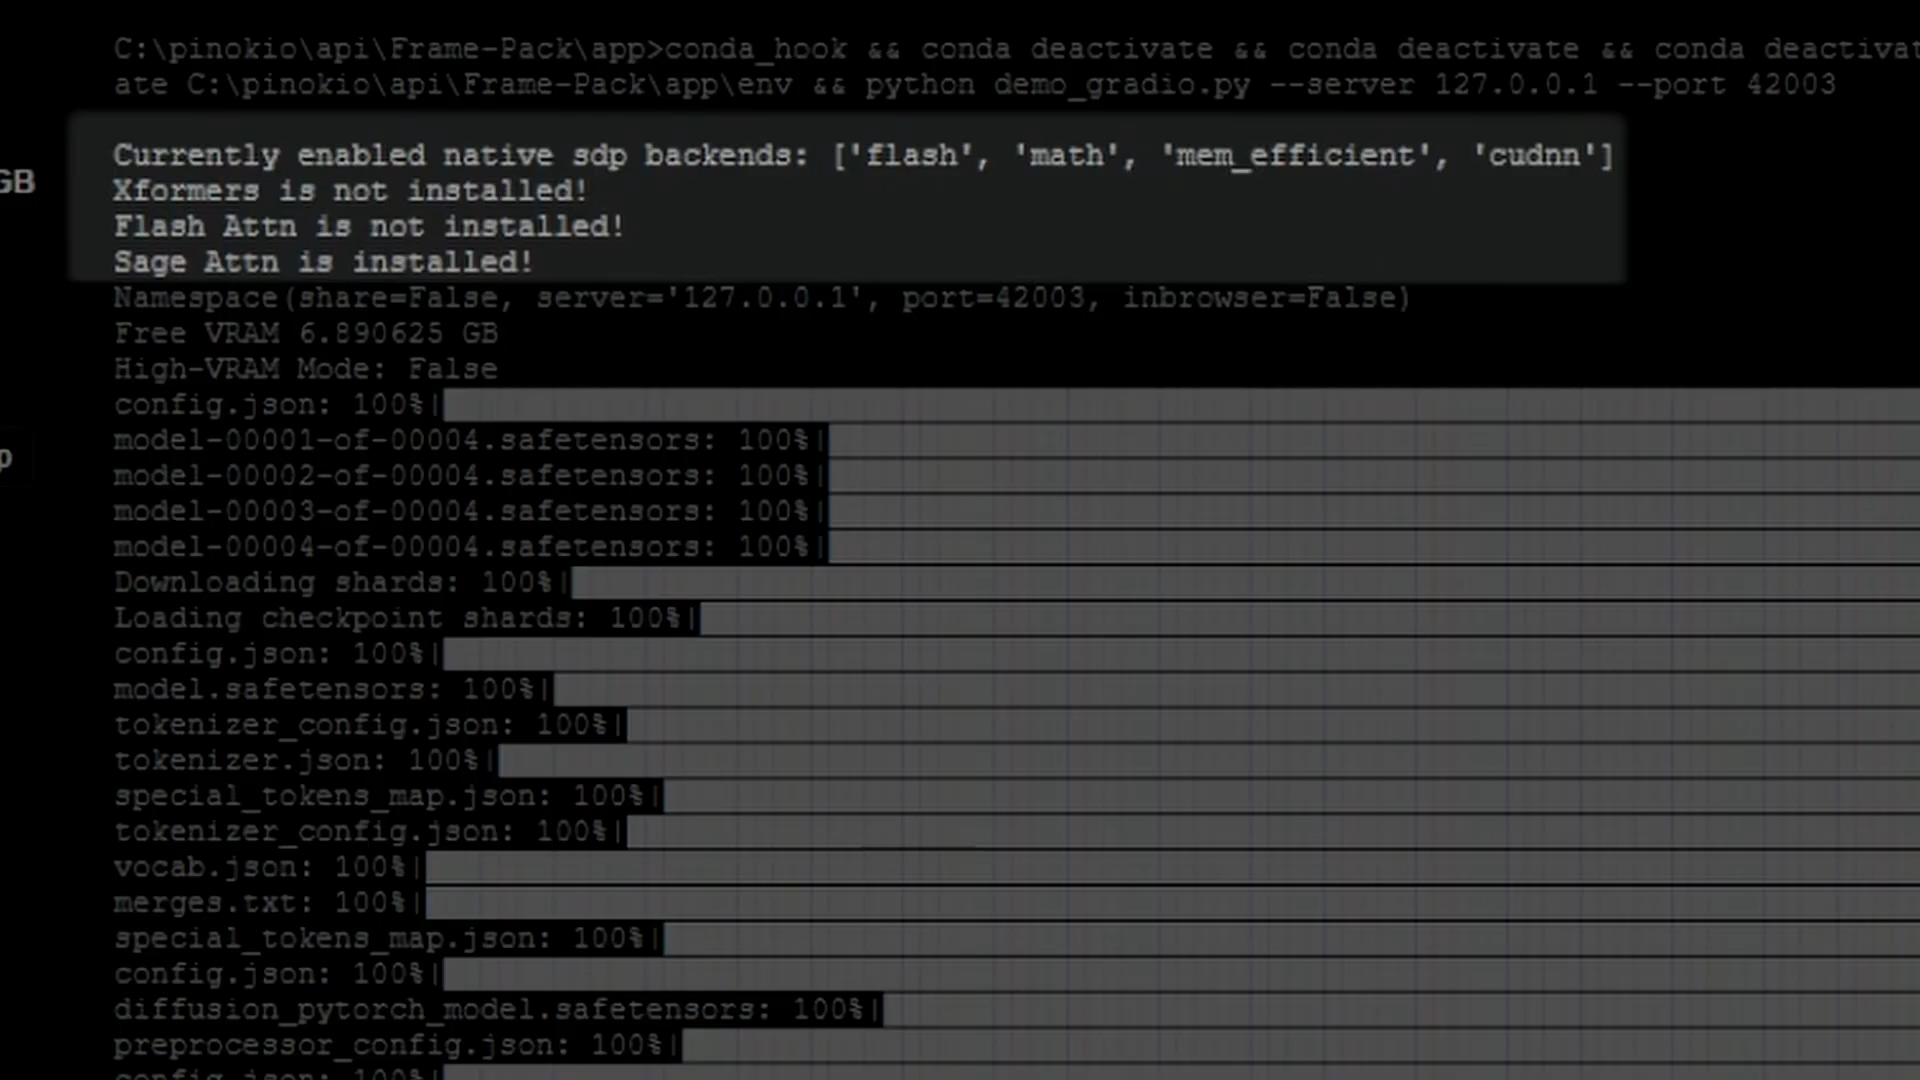 C:\pinokio\api\Frame-Pack\app>conda_hook && conda deactivate && conda deactivate && conda deactivat
ate C:\pinokio\api\Frame-Pack\app\env && python demo_gradio.py --server 127.0.0.1 --port 42003
Currently enabled native sdp backends: ['flash', 'math', 'mem_efficient', 'cudnn']
GB
Xformers is not installed!
Flash Attn is not installed!
Sage Attn is installed!
Namespace(share=False, server='127.0.0.1', port=42003, inbrowser=False)
Free VRAM 6.890625 GB
High-VRAM Mode: False
config.json: 100%|
model-00001-of-00004.safetensors: 100%|
p
model-00002-of-00004.safetensors: 100%|
model-00003-of-00004.safetensors: 100%|
model-00004-of-00004.safetensors: 100%|
Downloading shards: 100%|
Loading checkpoint shards: 100%|
config.json: 100%|
model.safetensors: 100%|
tokenizer_config.json: 100%|
tokenizer.json: 100%|
special_tokens_map.json: 100%|
tokenizer_config.json: 100%|
vocab.json: 100%|
merges.txt: 100%|
special_tokens_map.json: 100%|
config.json: 100%|
diffusion_pytorch_model.safetensors: 100%|
preprocessor_config.json: 100%|
config.json: 100%|